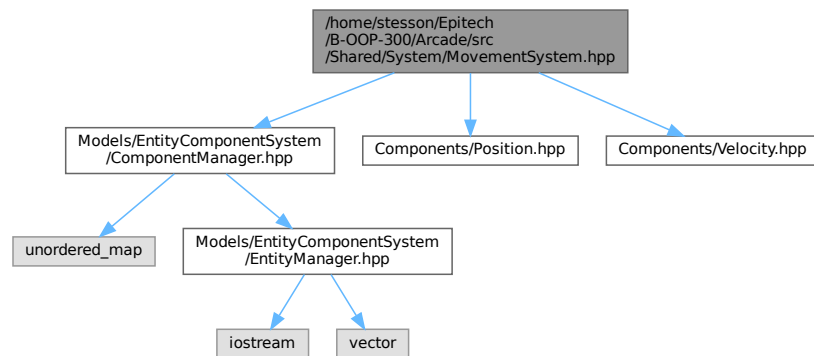 /home/stesson/Epitech
/B-OOP-300/Arcade/src
/Shared/System/MovementSystem.hpp
Models/EntityComponentSystem
/ComponentManager.hpp
Components/Position.hpp
Components/Velocity.hpp
unordered_map
Models/EntityComponentSystem
/EntityManager.hpp
iostream
vector